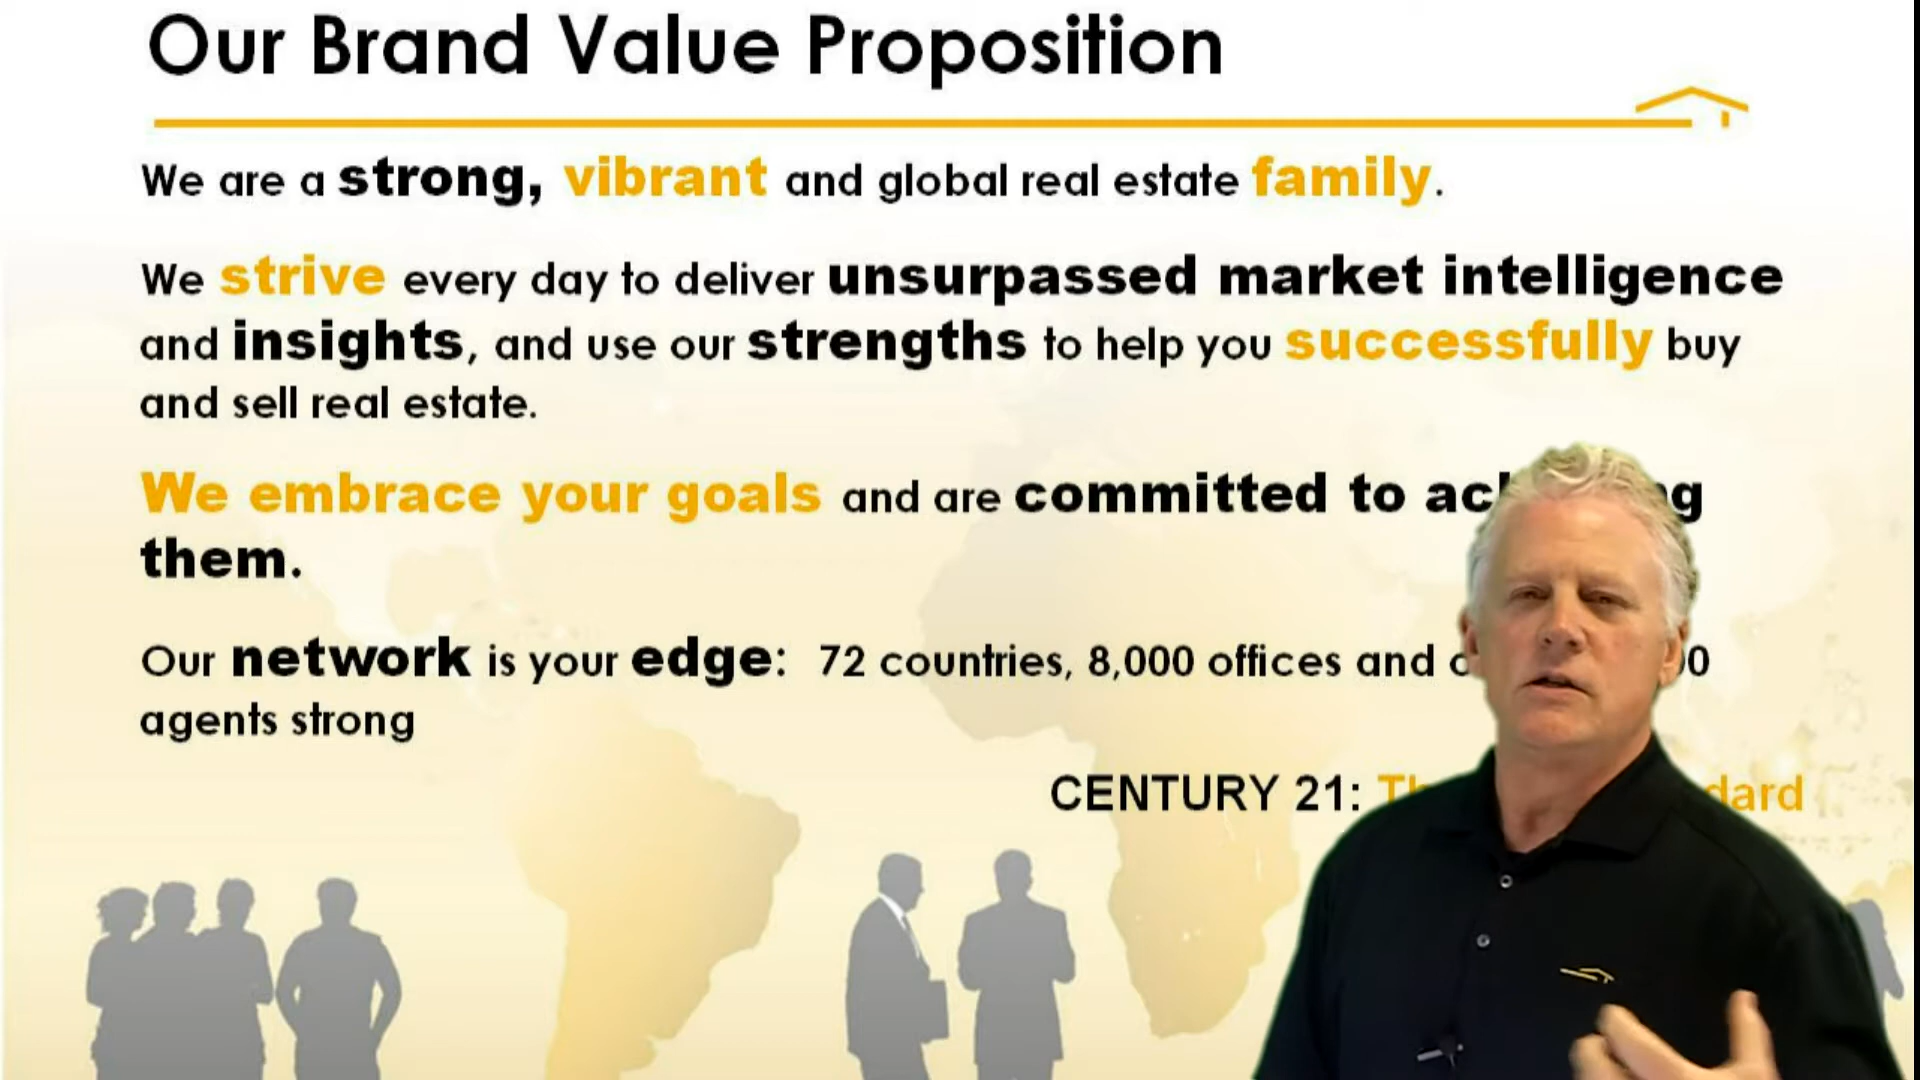 Our Brand Value Proposition
We are a strong, vibrant and global real estate family.
We strive every day to deliver unsurpassed market intelligence
and insights, and use our strengths to help you successfully buy
and sell real estate.
We embrace your goals and are committed to
them.
Our network is your edge: 72 countries, 8,000 offices and
agents strong
CENTURY 21: